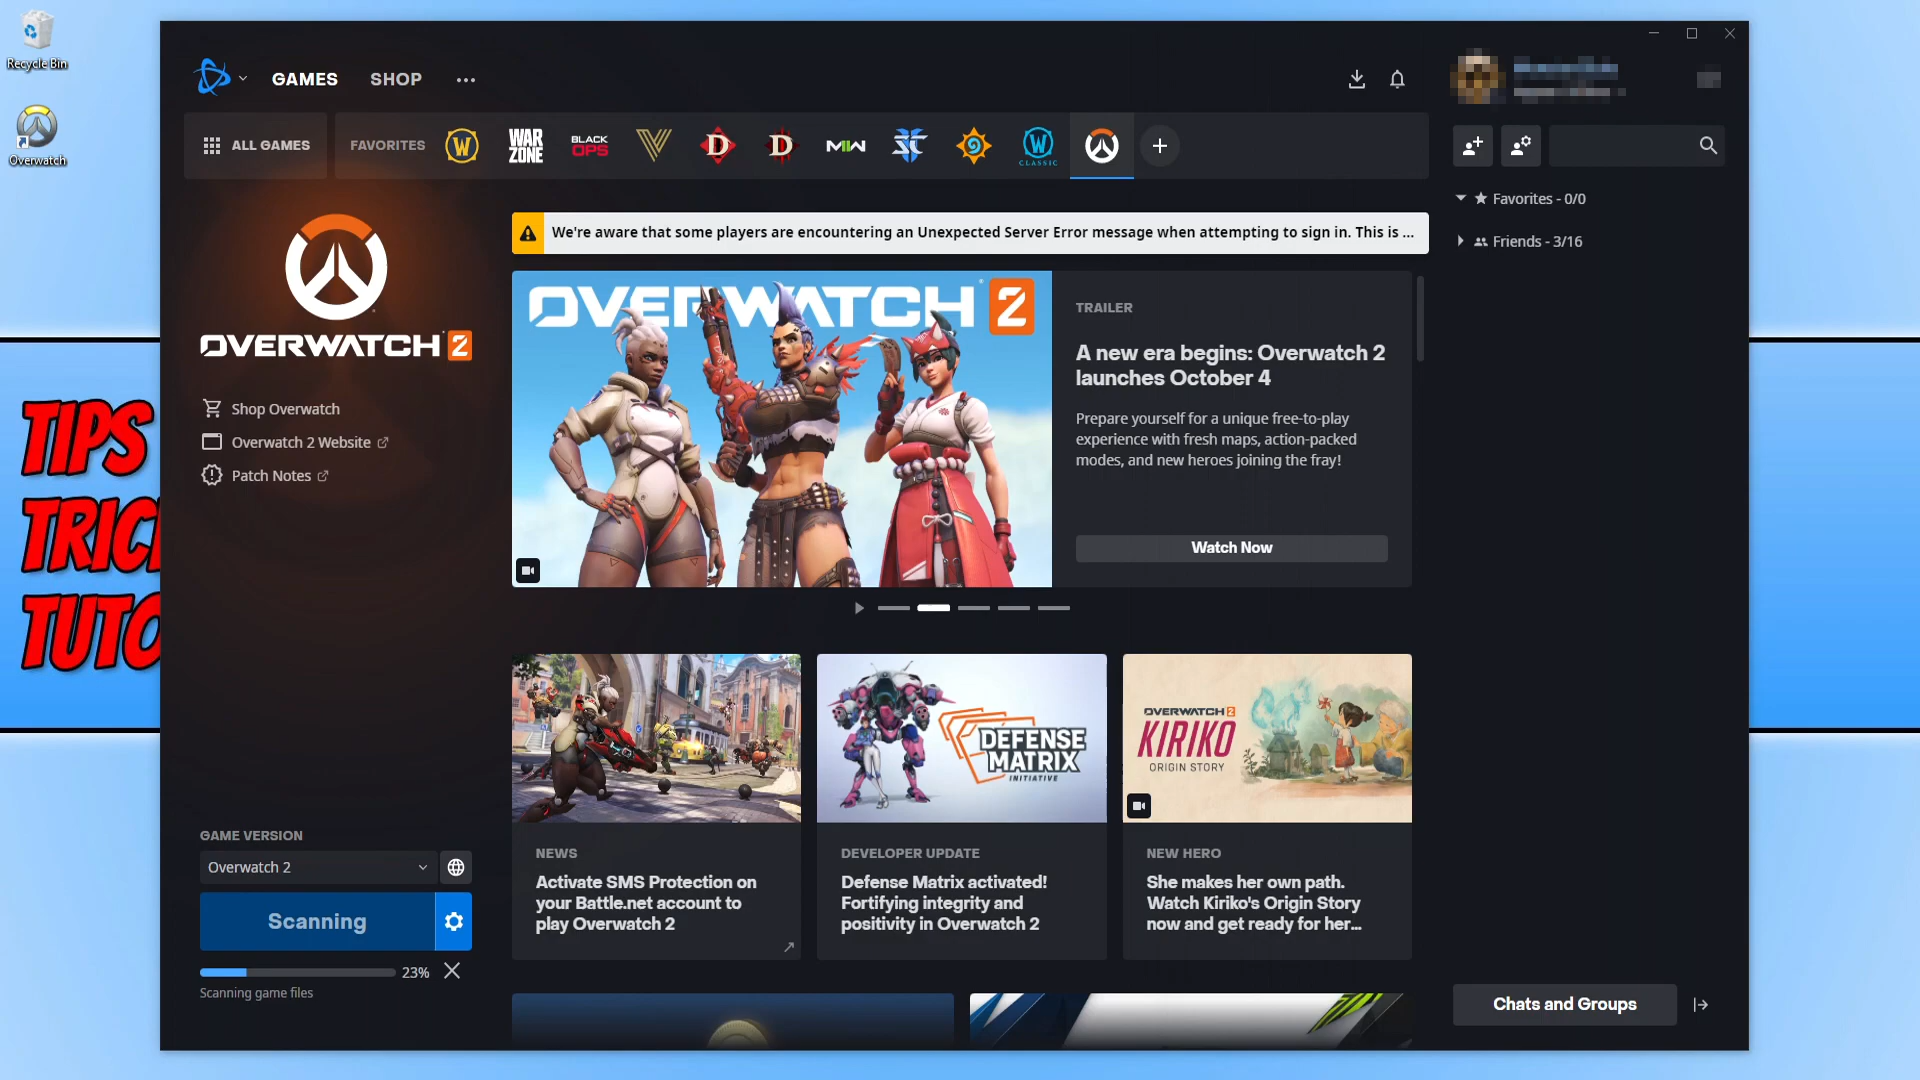 Recycle Bin
Overwatch
TIPS
TRIC
TUTO
GAMES
SHOP
ALL GAMES
FAVORITES
WAR
ZONE
BLACK
OPS
MW
CLASSIC
We're aware that some players are encountering an Unexpected Server Error message when attempting to sign in. This is ...
Favorites - 0/0
Friends - 3/16
OVERWATCH 2
Shop Overwatch
Overwatch 2 Website
Patch Notes
OVERWATCH 2
TRAILER
A new era begins: Overwatch 2
launches October 4
Prepare yourself for a unique free-to-play
experience with fresh maps, action-packed
modes, and new heroes joining the fray!
Watch Now
DEFENSE
MATRIX
INITIATIVE
OVERWATCH 2
KIRIKO
ORIGIN STORY
NEWS
Activate SMS Protection on
your Battle.net account to
play Overwatch 2
DEVELOPER UPDATE
Defense Matrix activated!
Fortifying integrity and
positivity in Overwatch 2
NEW HERO
She makes her own path.
Watch Kiriko's Origin Story
now and get ready for her...
GAME VERSION
Overwatch 2
Scanning
23%
Scanning game files
Chats and Groups